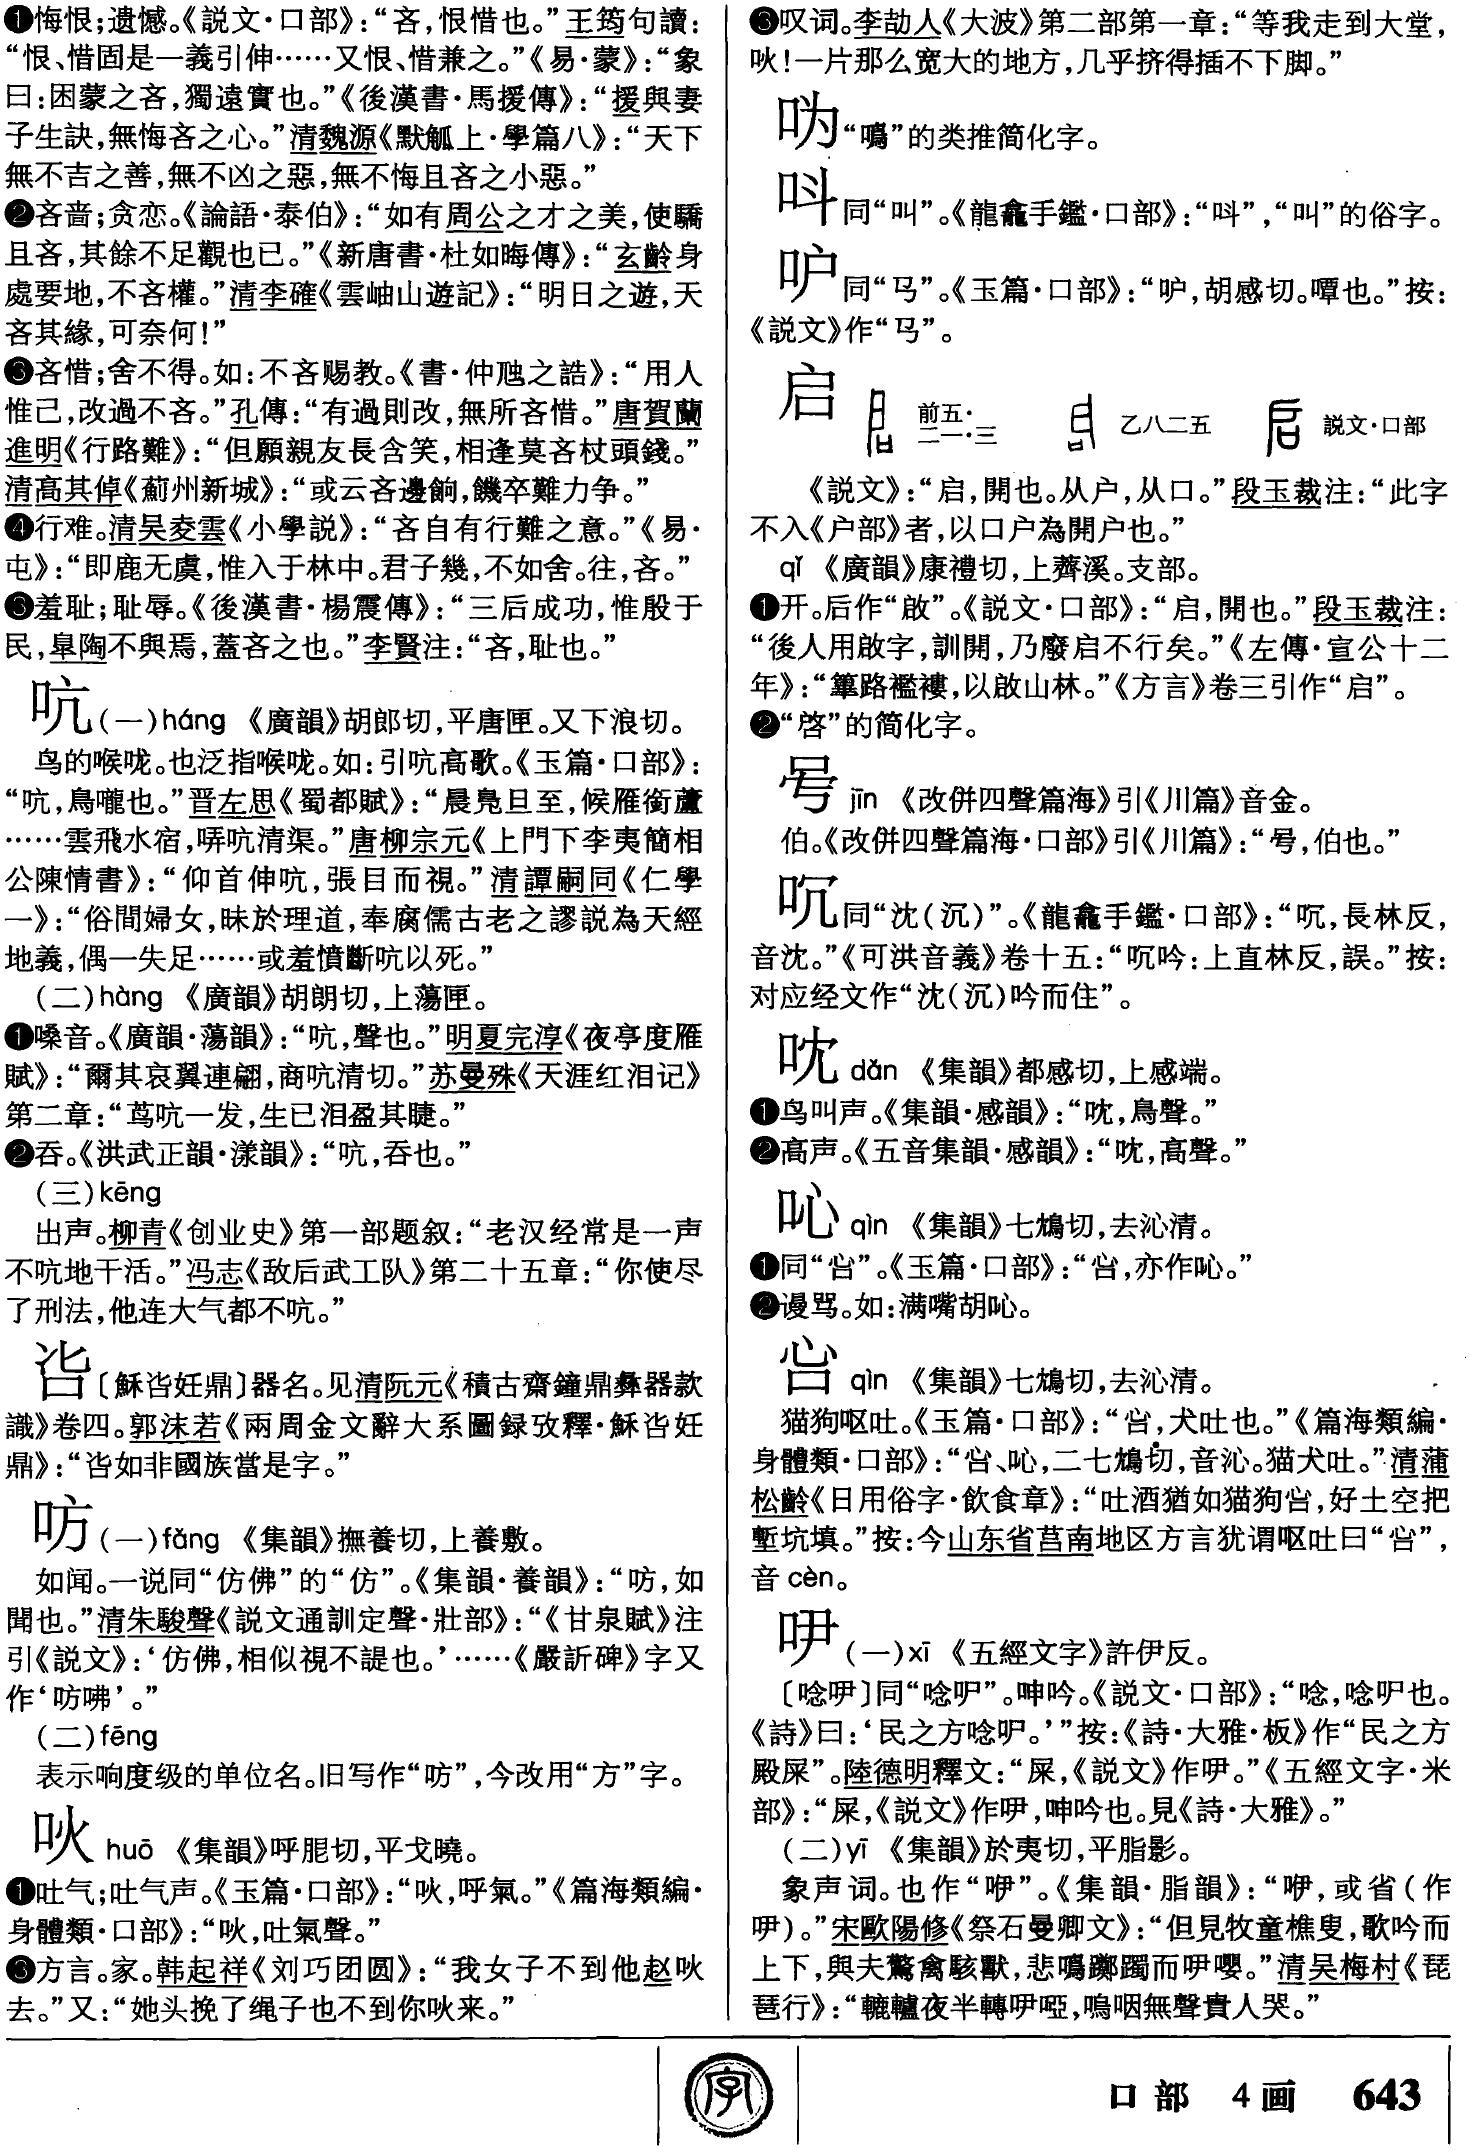 ❶悔恨;遗憾。《説文·口部》:“吝,恨惜也。”王筠句讀:
“恨、惜固是一義引伸……又恨、惜兼之。”《易·蒙》:“象
曰:困蒙之吝,獨遠實也。”《後漢書·馬援傳》:“援與妻
子生訣,無悔吝之心。”清魏源《默觚上·學篇八》:“天下
無不吉之善,無不凶之惡,無不悔且吝之小惡。”
❷吝啬;贪恋。《論語·泰伯》:“如有周公之才之美,使驕
且吝,其餘不足觀也已。”《新唐書·杜如晦傳》:“玄齡身
處要地,不吝權。”清李確《雲岫山遊記》:“明日之遊,天
吝其緣,可奈何!”
❸吝惜;舍不得。如:不吝赐教。《書·仲虺之誥》:“用人
惟己,改過不吝。”孔傳:“有過則改,無所吝惜。”唐賀蘭
進明《行路難》:“但願親友長含笑,相逢莫吝杖頭錢。”
清高其倬《薊州新城》:“或云吝邊餉,饑卒難力争。”
❹行难。清吴夌雲《小學説》:“吝自有行難之意。”《易·
屯》:“即鹿无虞,惟入于林中。君子幾,不如舍。往,吝。”
❺羞耻;耻辱。《後漢書·楊震傳》:“三后成功,惟殷于
民,皐陶不與焉,蓋吝之也。”李賢注:“吝,耻也。”
吭(一)háng 《廣韻》胡郎切,平唐匣。又下浪切。
鸟的喉咙。也泛指喉咙。如:引吭高歌。《玉篇·口部》:
“吭,鳥嚨也。”晋左思《蜀都賦》:“晨鳧旦至,候雁銜蘆
……雲飛水宿,哢吭清渠。”唐柳宗元《上門下李夷簡相
公陳情書》:“仰首伸吭,張目而視。”清譚嗣同《仁學
一》:“俗間婦女,昧於理道,奉腐儒古老之謬説為天經
地義,偶一失足……或羞憤斷吭以死。”
(二)hàng 《廣韻》胡朗切,上蕩匣。
❶嗓音。《廣韻·蕩韻》:“吭,聲也。”明夏完淳《夜亭度雁
賦》:“爾其哀翼連翩,商吭清切。”苏曼殊《天涯红泪记》
第二章:“莺吭一发,生已泪盈其睫。”
❷吞。《洪武正韻·漾韻》:“吭,吞也。”
(三)kēng
出声。柳青《创业史》第一部题叙:“老汉经常是一声
不吭地干活。”冯志《敌后武工队》第二十五章:“你使尽
了刑法,他连大气都不吭。”
〔穌㫖妊鼎〕器名。见清阮元《積古齋鐘鼎彝器款
識》卷四。郭沫若《兩周金文辭大系圖録攷釋·穌㫖妊
鼎》:“㫖如非國族當是字。”
吪(一)fǎng 《集韻》撫養切,上養敷。
如闻。一说同“仿佛”的“仿”。《集韻·養韻》:“㕫,如
聞也。”清朱駿聲《説文通訓定聲·壯部》:“《甘泉賦》注
引《説文》:‘仿佛,相似視不諟也。’……《嚴訢碑》字又
作‘㕫咈’。”
(二)fēng
表示响度级的单位名。旧写作“㕫”,今改用“方”字。
吙 huō 《集韻》呼肥切,平戈曉。
❶吐气;吐气声。《玉篇·口部》:“吙,呼氣。”《篇海類編·
身體類·口部》:“吙,吐氣聲。”
❸方言。家。韩起祥《刘巧团圆》:“我女子不到他赵吙
去。”又:“她头挽了绳子也不到你吙来。”
❸叹词。李劼人《大波》第二部第一章:“等我走到大堂,
吙!一片那么宽大的地方,几乎挤得插不下脚。”
“噅”的类推简化字。
呌同“叫”。《龍龕手鑑·口部》:“呌”,“叫”的俗字。
同“马”。《玉篇·口部》:“㕆,胡感切。嘾也。”按:
《説文》作“马”。
启 前五·二一·三 乙八二五 説文·口部
《説文》:“启,開也。从户,从口。”段玉裁注:“此字
不入《户部》者,以口户為開户也。”
qǐ 《廣韻》康禮切,上薺溪。支部。
❶开。后作“啟”。《説文·口部》:“启,開也。”段玉裁注:
“後人用啟字,訓開,乃廢启不行矣。”《左傳·宣公十二
年》:“篳路襤褸,以啟山林。”《方言》卷三引作“启”。
❷“啓”的简化字。
jīn 《改併四聲篇海》引《川篇》音金。
伯。《改併四聲篇海·口部》引《川篇》:“号,伯也。”
同“沈(沉)”。《龍龕手鑑·口部》:“㕴,長林反,
音沈。”《可洪音義》卷十五:“㕴吟:上直林反,誤。”按:
对应经文作“沈(沉)吟而住”。
㕪 dǎn 《集韻》都感切,上感端。
❶鸟叫声。《集韻·感韻》:“㕪,鳥聲。”
❷高声。《五音集韻·感韻》:“㕪,高聲。”
吣 qìn 《集韻》七鴆切,去沁清。
❶同“㕋”。《玉篇·口部》:“㕋,亦作吣。”
❷谩骂。如:满嘴胡吣。
㕋 qìn 《集韻》七鴆切,去沁清。
猫狗呕吐。《玉篇·口部》:“㕋,犬吐也。”《篇海類編·
身體類·口部》:“㕋、吣,二七鴆切,音沁。猫犬吐。”清蒲
松齡《日用俗字·飲食章》:“吐酒猶如猫狗㕋,好土空把
塹坑填。”按:今山东省莒南地区方言犹谓呕吐曰“㕋”,
音cèn。
吚(一)xī 《五經文字》許伊反。
〔唸吚〕同“唸㕧”。呻吟。《説文·口部》:“唸,唸㕧也。
《詩》曰:‘民之方唸㕧。’”按:《詩·大雅·板》作“民之方
殿屎”。陸德明釋文:“屎,《説文》作吚。”《五經文字·米
部》:“屎,《説文》作吚,呻吟也。見《詩·大雅》。”
(二)yī 《集韻》於夷切,平脂影。
象声词。也作“咿”。《集韻·脂韻》:“咿,或省(作
吚)。”宋歐陽修《祭石曼卿文》:“但見牧童樵叟,歌吟而
上下,與夫驚禽駭獸,悲鳴躑躅而吚嚶。”清吴梅村《琵
琶行》:“轆轤夜半轉吚啞,嗚咽無聲貴人哭。”
字
口部 4画 643